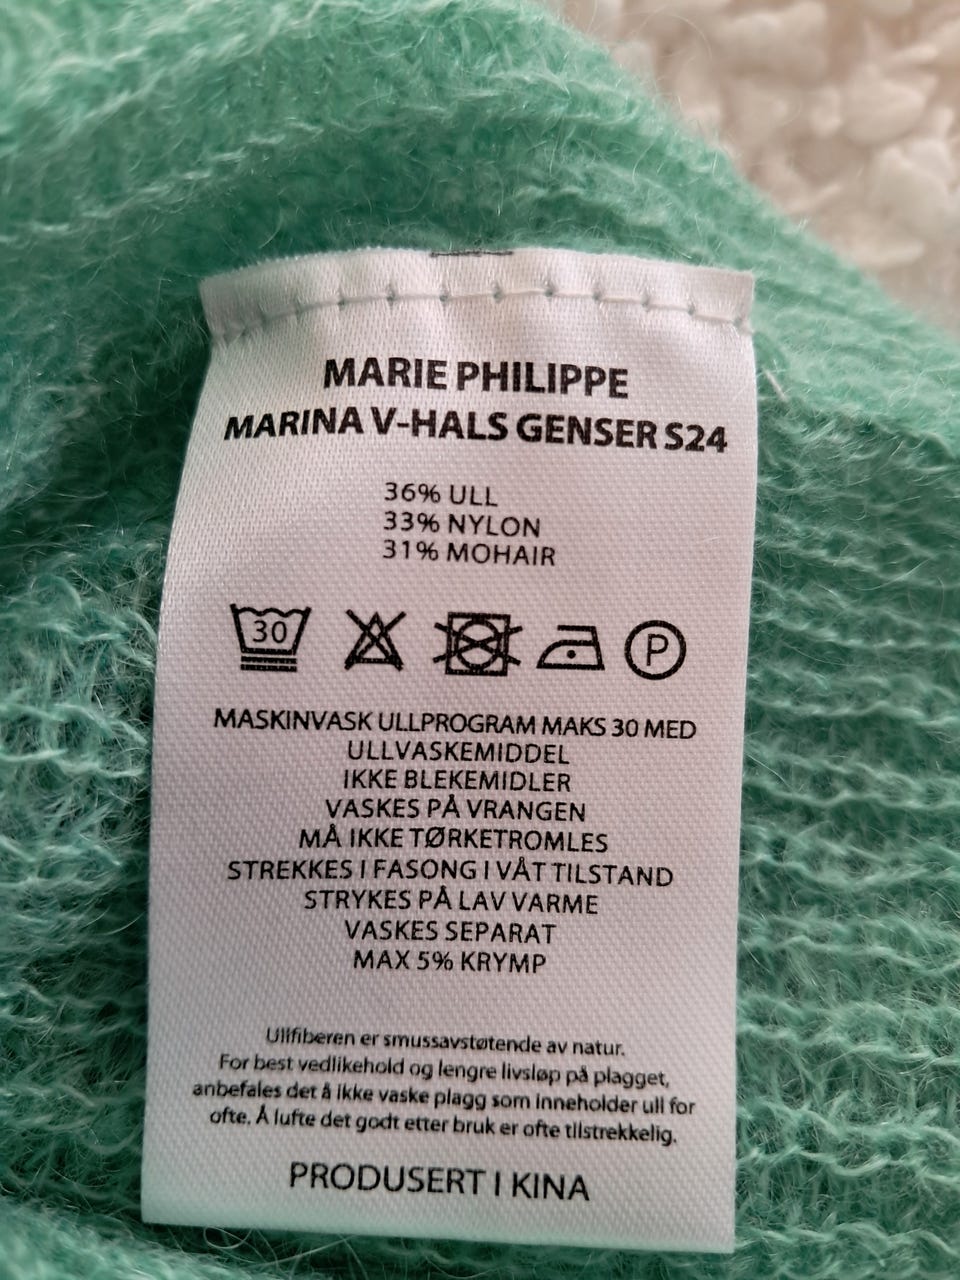 MARIE PHILIPPE
MARINA V-HALS GENSER S24
36% ULL
33% NYLON
31% MOHAIR
30 P
MASKINVASK ULLPROGRAM MAKS 30 MED
ULLVASKEMIDDEL
IKKE BLEKEMIDLER
VASKES PÅ VRANGEN
MÅ IKKE TØRKETROMLES
STREKKES I FASONG I VÅT TILSTAND
STRYKES PÅ LAV VARME
VASKES SEPARAT
MAX 5% KRYMP
Ullfiberen er smussavstøtende av natur.
For best vedlikehold og lengre livsløp på plagget,
anbefales det å ikke vaske plagg som inneholder ull for
ofte. Å lufte det godt etter bruk er ofte tilstrekkelig.
PRODUSERT I KINA